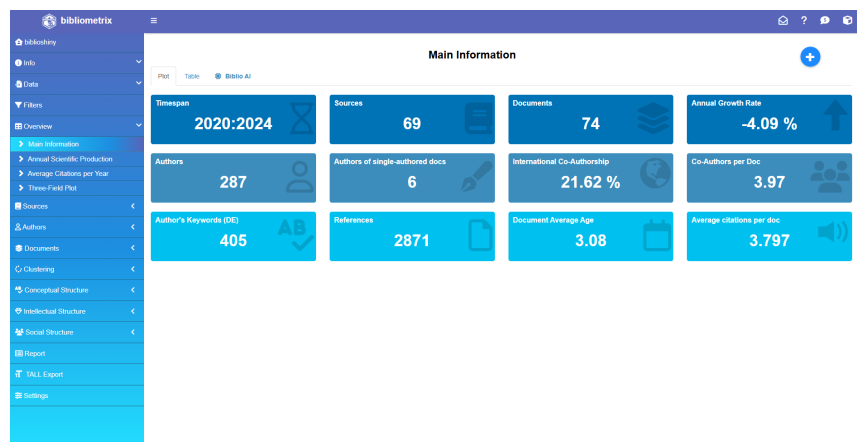 bibliometrix
biblioshiny
Info
Data
Filters
Overview
Main Information
Annual Scientific Production
Average Citations per Year
Three-Field Plot
Sources
Authors
Documents
Clustering
Conceptual Structure
Intellectual Structure
Social Structure
Report
TALL Export
Settings
Main Information
Plot Table Biblio AI
Timespan
2020:2024
Sources
69
Documents
74
Annual Growth Rate
-4.09 %
Authors
287
Authors of single-authored docs
6
International Co-Authorship
21.62 %
Co-Authors per Doc
3.97
Author's Keywords (DE)
405
References
2871
Document Average Age
3.08
Average citations per doc
3.797